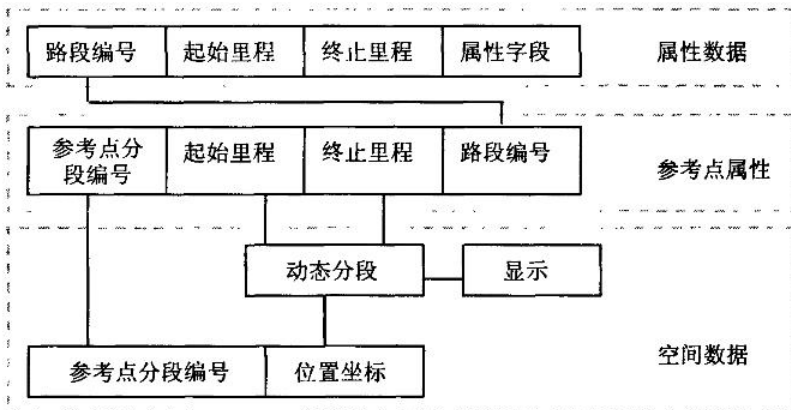 路段编号 起始里程 终止里程 属性字段 属性数据
参考点分段编号 起始里程 终止里程 路段编号 参考点属性
动态分段 显示
参考点分段编号 位置坐标 空间数据